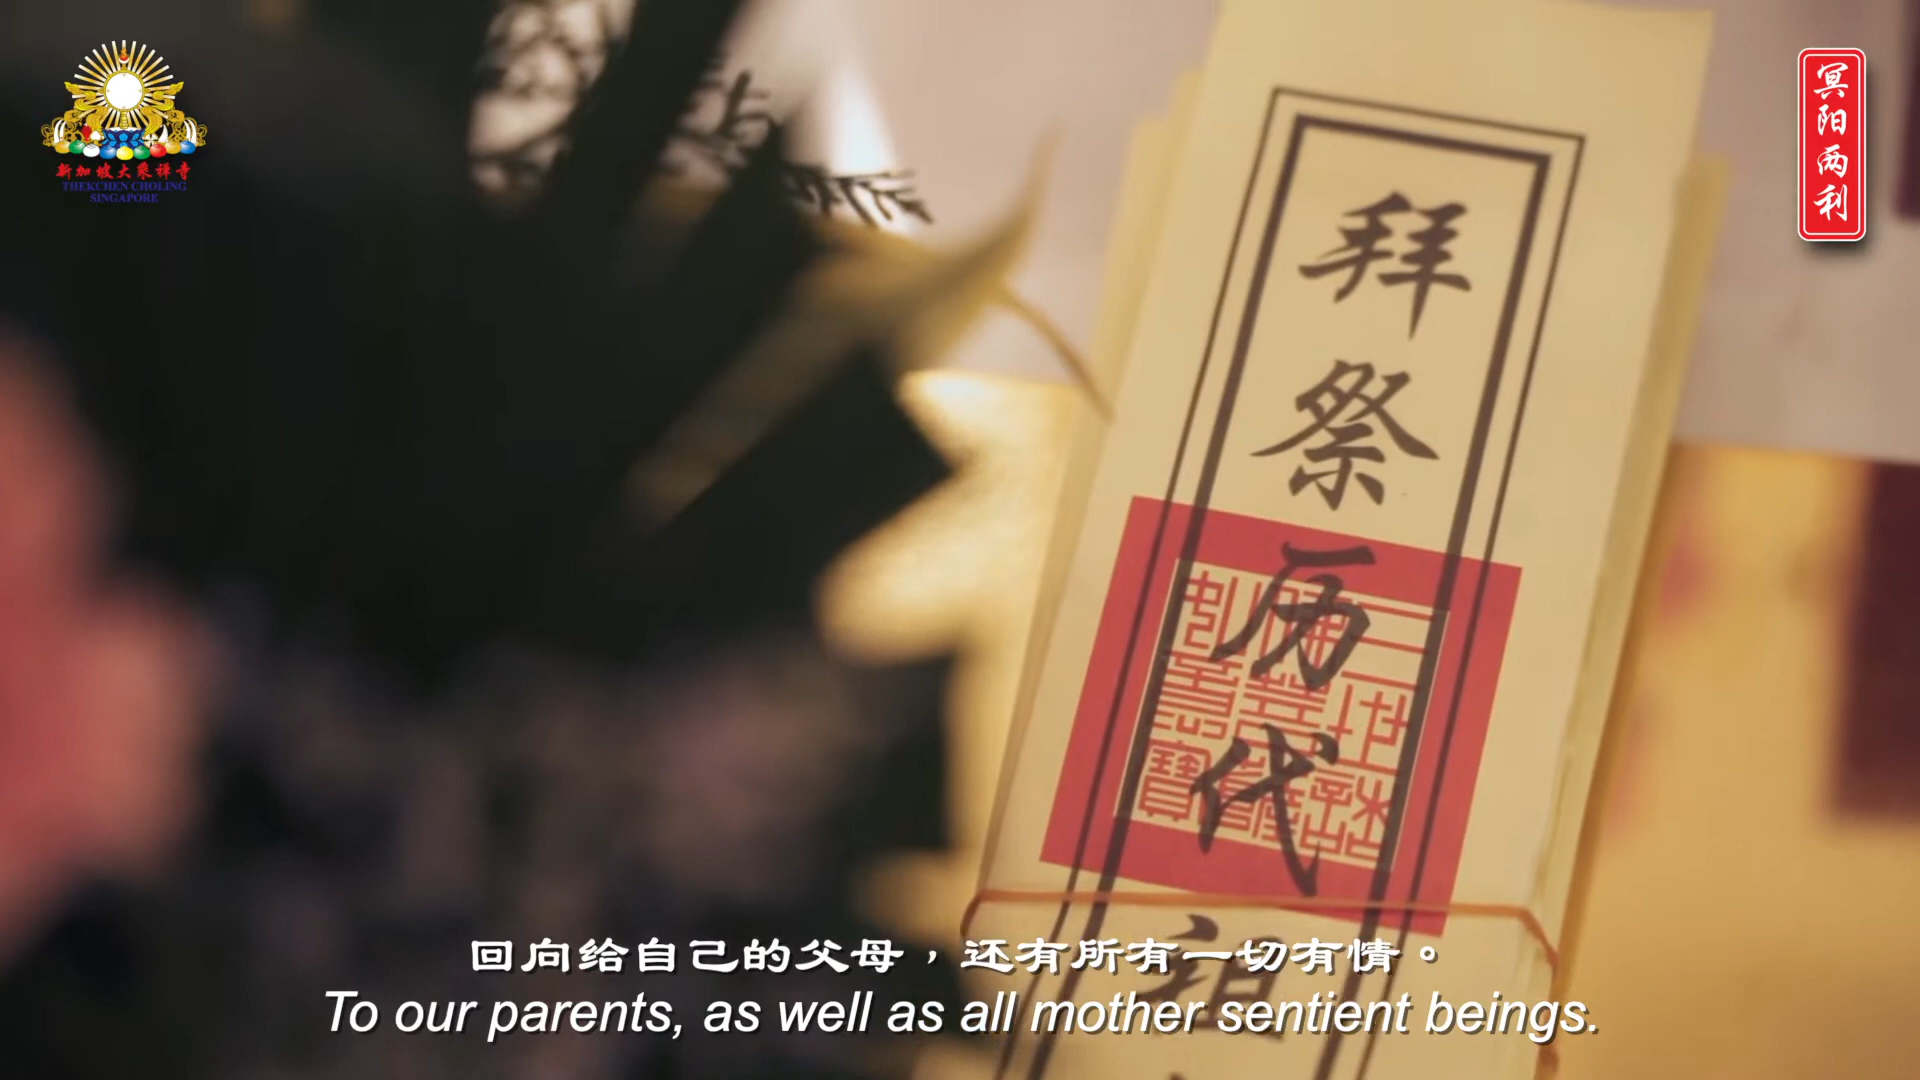 新加坡大乘禅寺
THEKCHEN CHOLING
SINGAPORE
冥阳两利
拜祭历代祖
回向给自己的父母，还有所有一切有情。
To our parents, as well as all mother sentient beings.